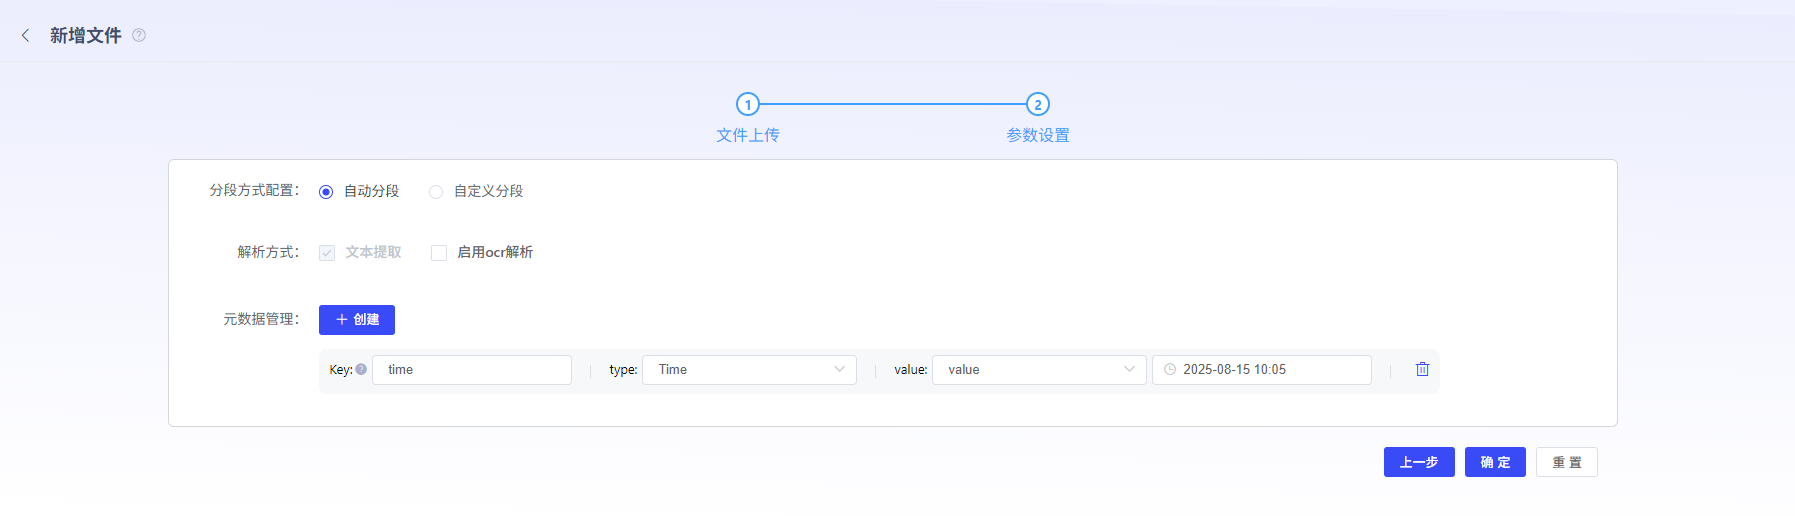 新增文件
1
2
文件上传
参数设置
分段方式配置： 自动分段 自定义分段
解析方式： 文本提取 启用ocr解析
元数据管理： 创建
Key: time type: Time value: value 2025-08-15 10:05
上一步 确定 重置